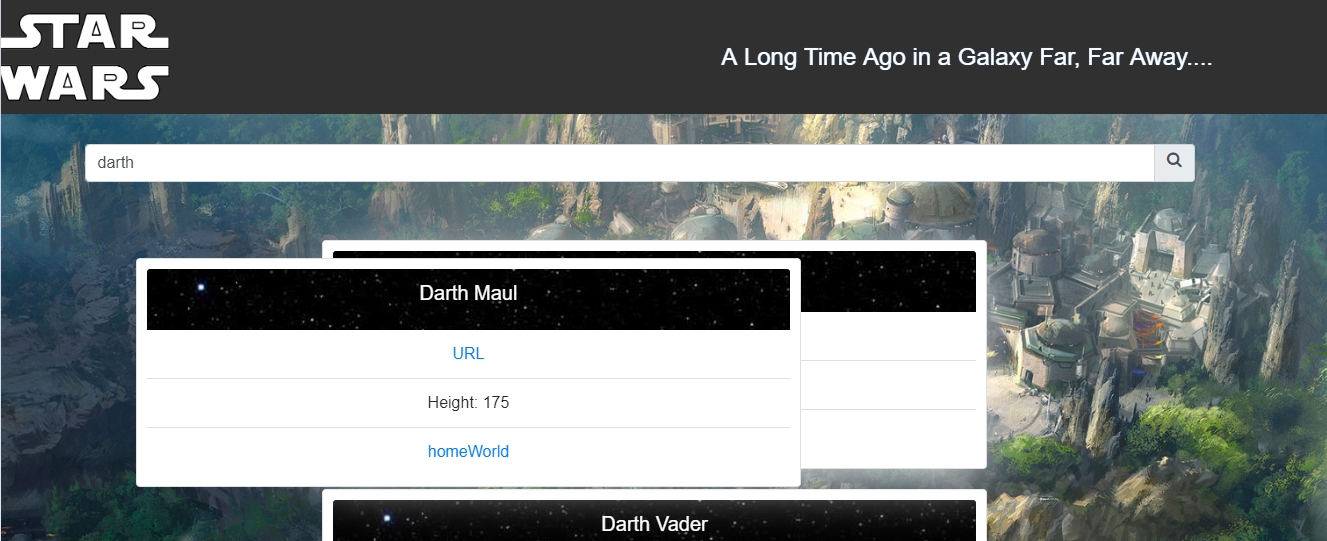 STAR
WARS
A Long Time Ago in a Galaxy Far, Far Away....
darth
Darth Maul
URL
Height: 175
homeWorld
Darth Vader